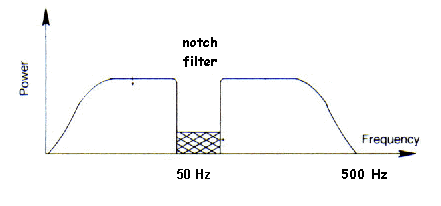 notch
filter
Power
Frequency
50 Hz
500 Hz